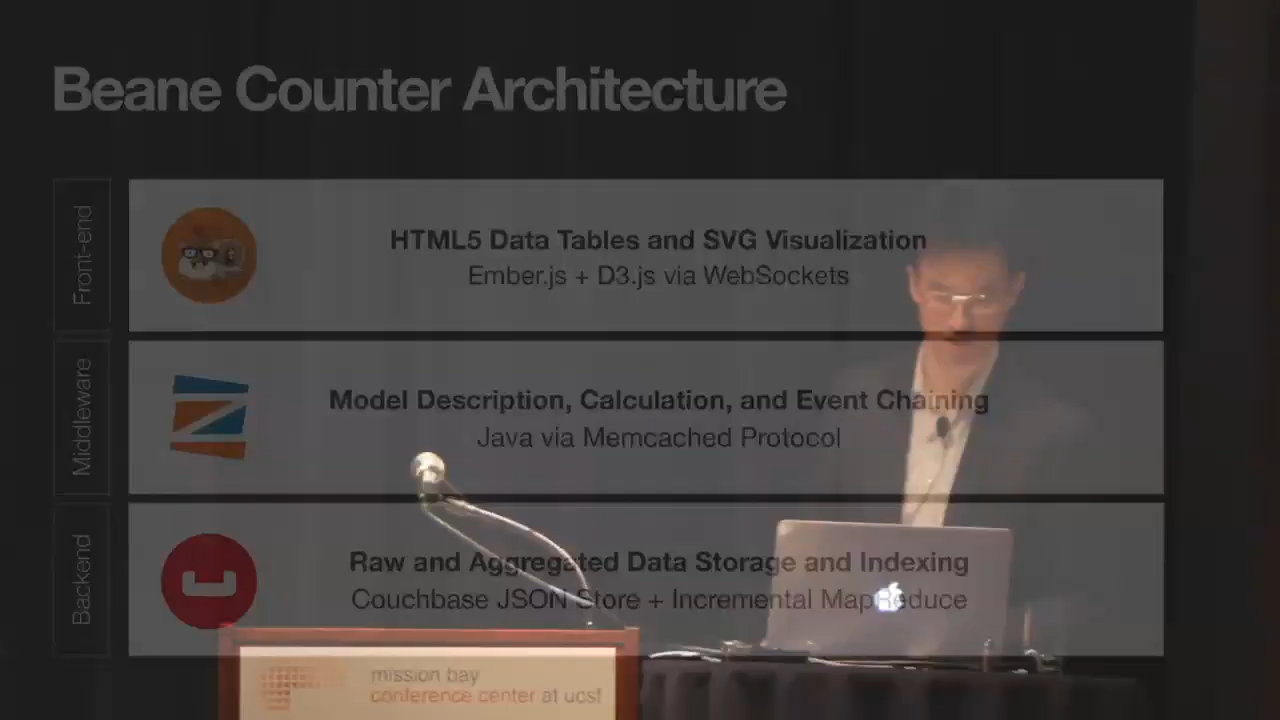 Beane Counter Architecture
Front-end
HTML5 Data Tables and SVG Visualization
Ember.js + D3.js via WebSockets
Middleware
Model Description, Calculation, and Event Chaining
Java via Memcached Protocol
Backend
Raw and Aggregated Data Storage and Indexing
Couchbase JSON Store + Incremental MapReduce
mission bay
conference center at ucsf